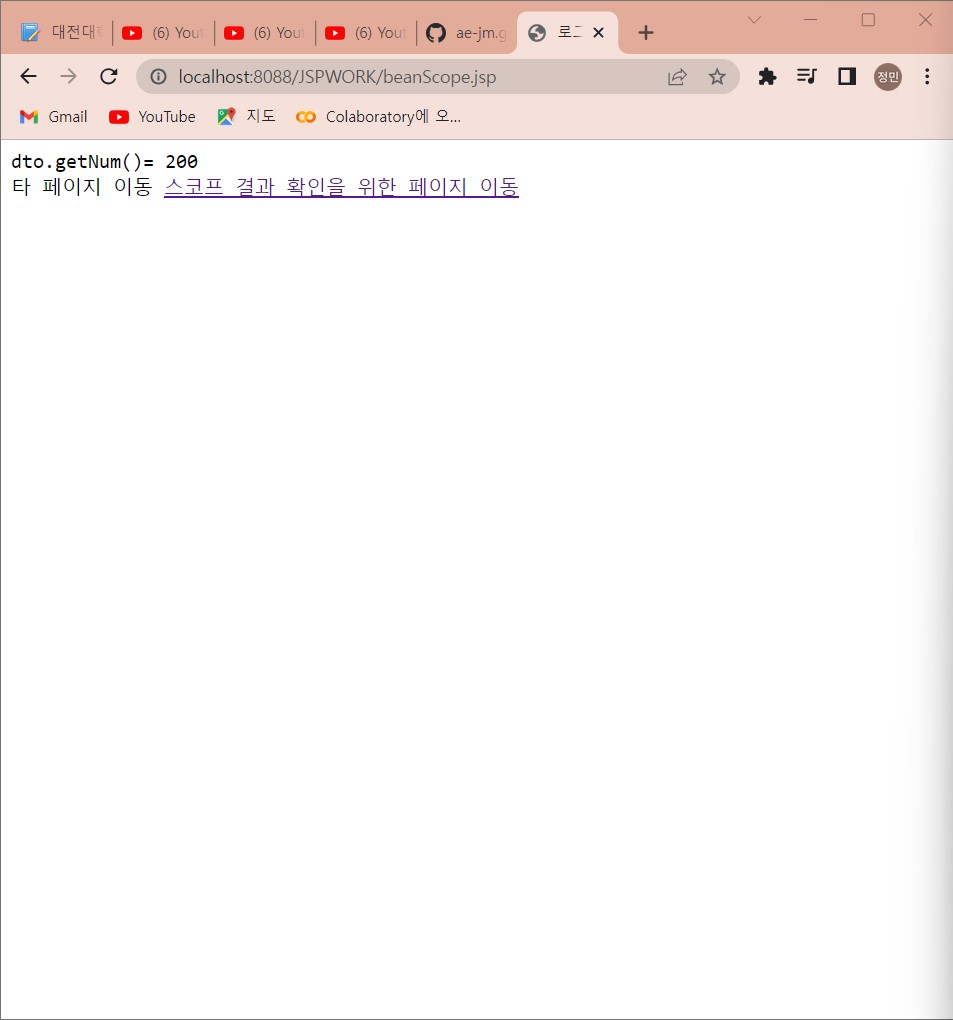 대전대 (6) You (6) You (6) You ae-jm.g 로그
localhost:8088/JSPWORK/beanScope.jsp 정민
Gmail YouTube 지도 Colaboratory에 오...
dto.getNum()= 200
타 페이지 이동 스코프 결과 확인을 위한 페이지 이동